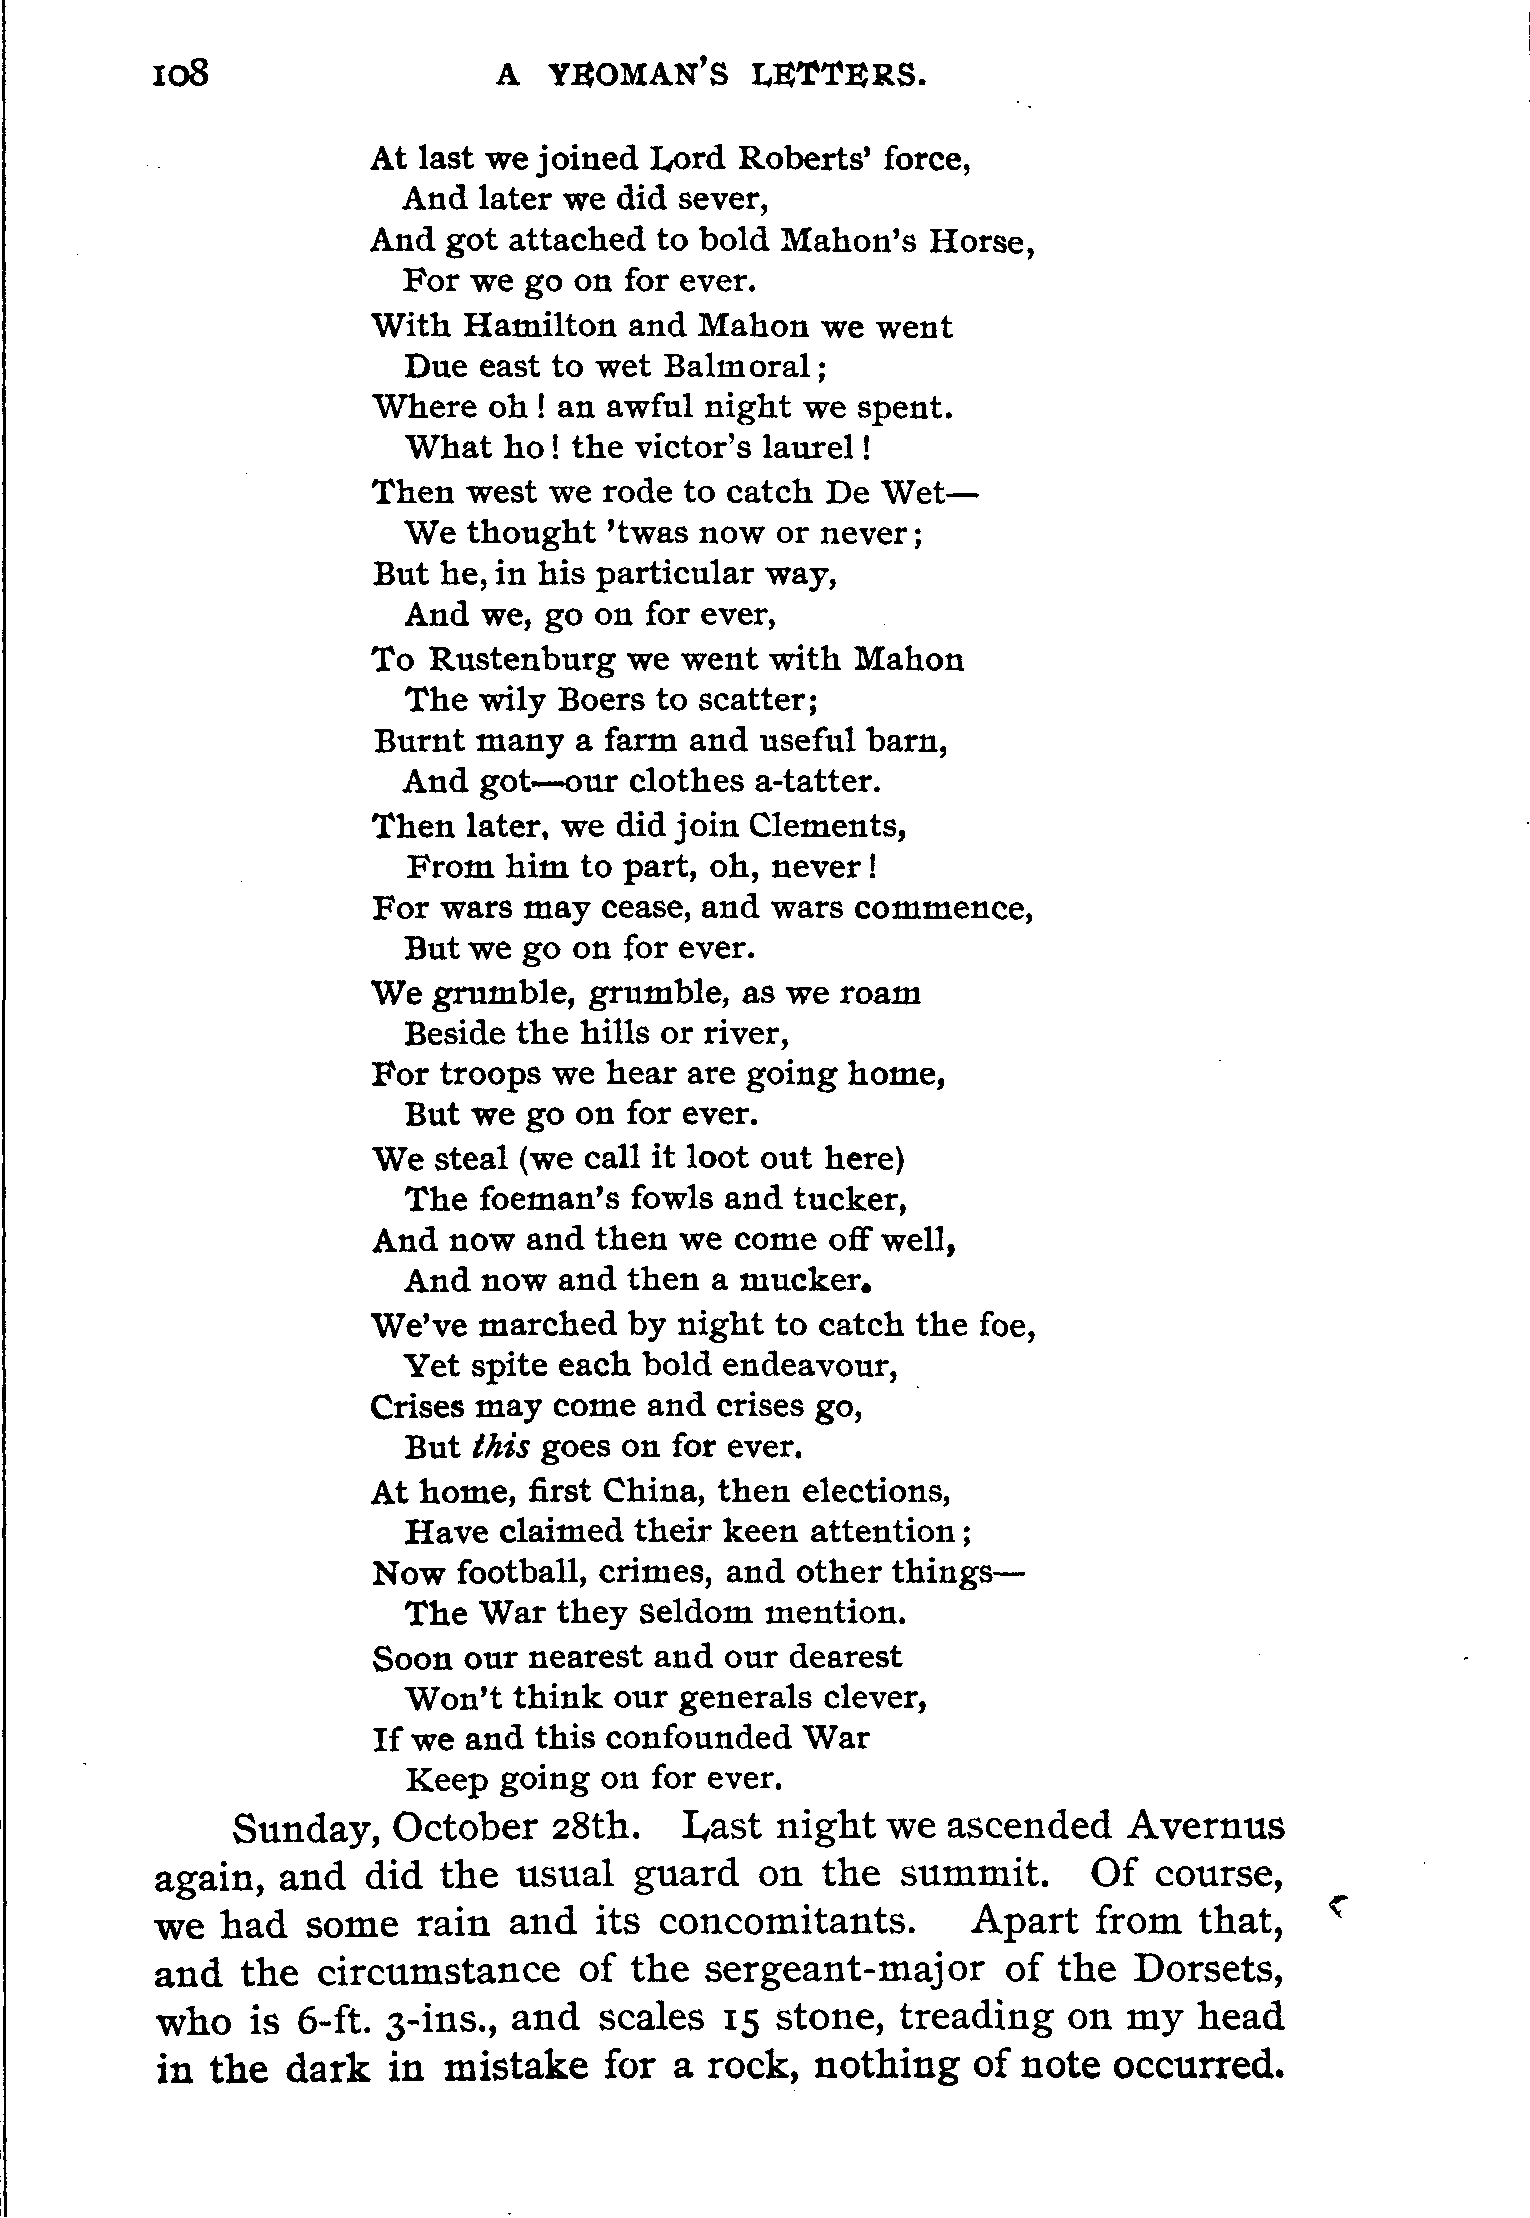 108 A YEOMAN'S LETTERS.
At last we joined Lord Roberts' force,
And later we did sever,
And got attached to bold Mahon's Horse,
For we go on for ever.
With Hamilton and Mahon we went
Due east to wet Balmoral;
Where oh! an awful night we spent.
What ho! the victor's laurel!
Then west we rode to catch De Wet—
We thought 'twas now or never;
But he, in his particular way,
And we, go on for ever,
To Rustenburg we went with Mahon
The wily Boers to scatter;
Burnt many a farm and useful barn,
And got—our clothes a-tatter.
Then later, we did join Clements,
From him to part, oh, never!
For wars may cease, and wars commence,
But we go on for ever.
We grumble, grumble, as we roam
Beside the hills or river,
For troops we hear are going home,
But we go on for ever.
We steal (we call it loot out here)
The foeman's fowls and tucker,
And now and then we come off well,
And now and then a mucker.
We've marched by night to catch the foe,
Yet spite each bold endeavour,
Crises may come and crises go,
But this goes on for ever.
At home, first China, then elections,
Have claimed their keen attention;
Now football, crimes, and other things—
The War they seldom mention.
Soon our nearest and our dearest
Won't think our generals clever,
If we and this confounded War
Keep going on for ever.
Sunday, October 28th. Last night we ascended Avernus
again, and did the usual guard on the summit. Of course,
we had some rain and its concomitants. Apart from that,
and the circumstance of the sergeant-major of the Dorsets,
who is 6-ft. 3-ins., and scales 15 stone, treading on my head
in the dark in mistake for a rock, nothing of note occurred.